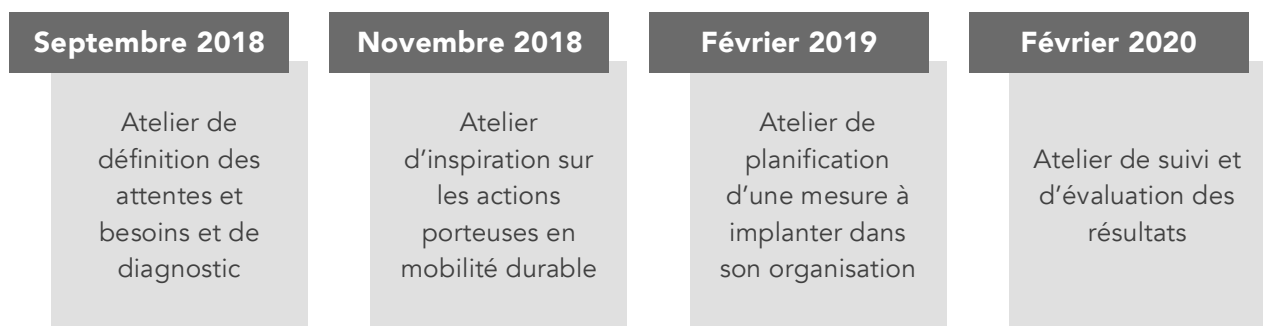 Septembre 2018
Atelier de
définition des
attentes et
besoins et de
diagnostic
Novembre 2018
Atelier
d’inspiration sur
les actions
porteuses en
mobilité durable
Février 2019
Atelier de
planification
d’une mesure à
implanter dans
son organisation
Février 2020
Atelier de suivi et
d’évaluation des
résultats